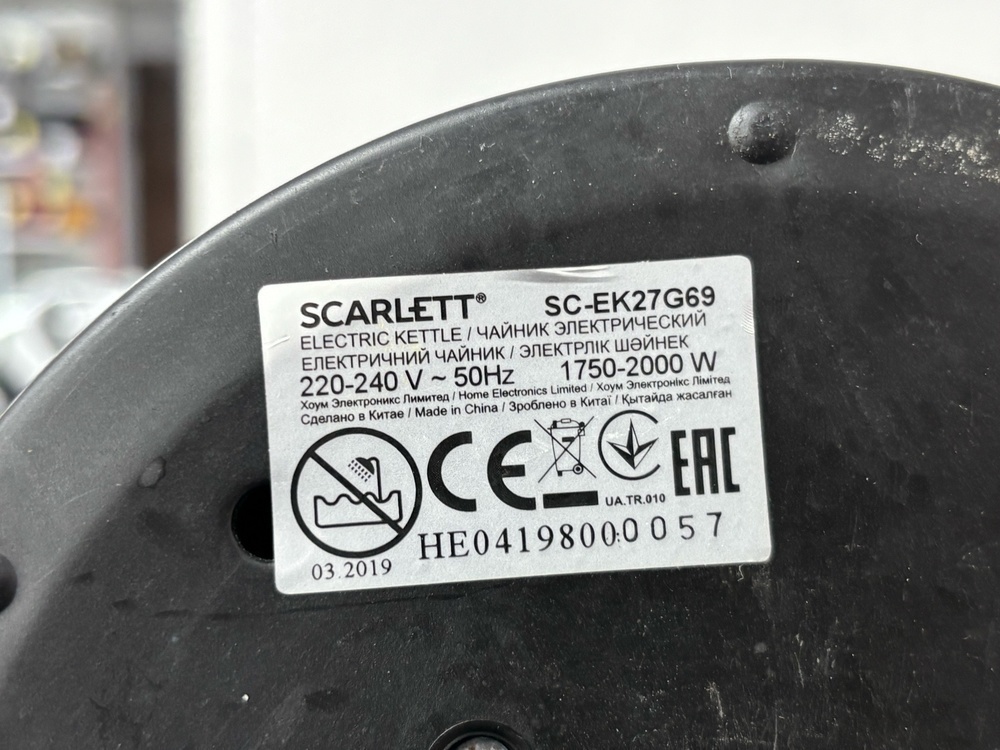 SCARLETT® SC-EK27G69
ELECTRIC KETTLE / ЧАЙНИК ЭЛЕКТРИЧЕСКИЙ
ЕЛЕКТРИЧНИЙ ЧАЙНИК / ЭЛЕКТРЛІК ШӘЙНЕК
220-240 V ~ 50Hz 1750-2000 W
Хоум Электроникс Лимитед / Home Electronics Limited / Хоум Электронікс Лімітед
Сделано в Китае / Made in China / Зроблено в Китаї / Қытайда жасалған
CE EAC
UA.TR.010
HE04198000057
03.2019